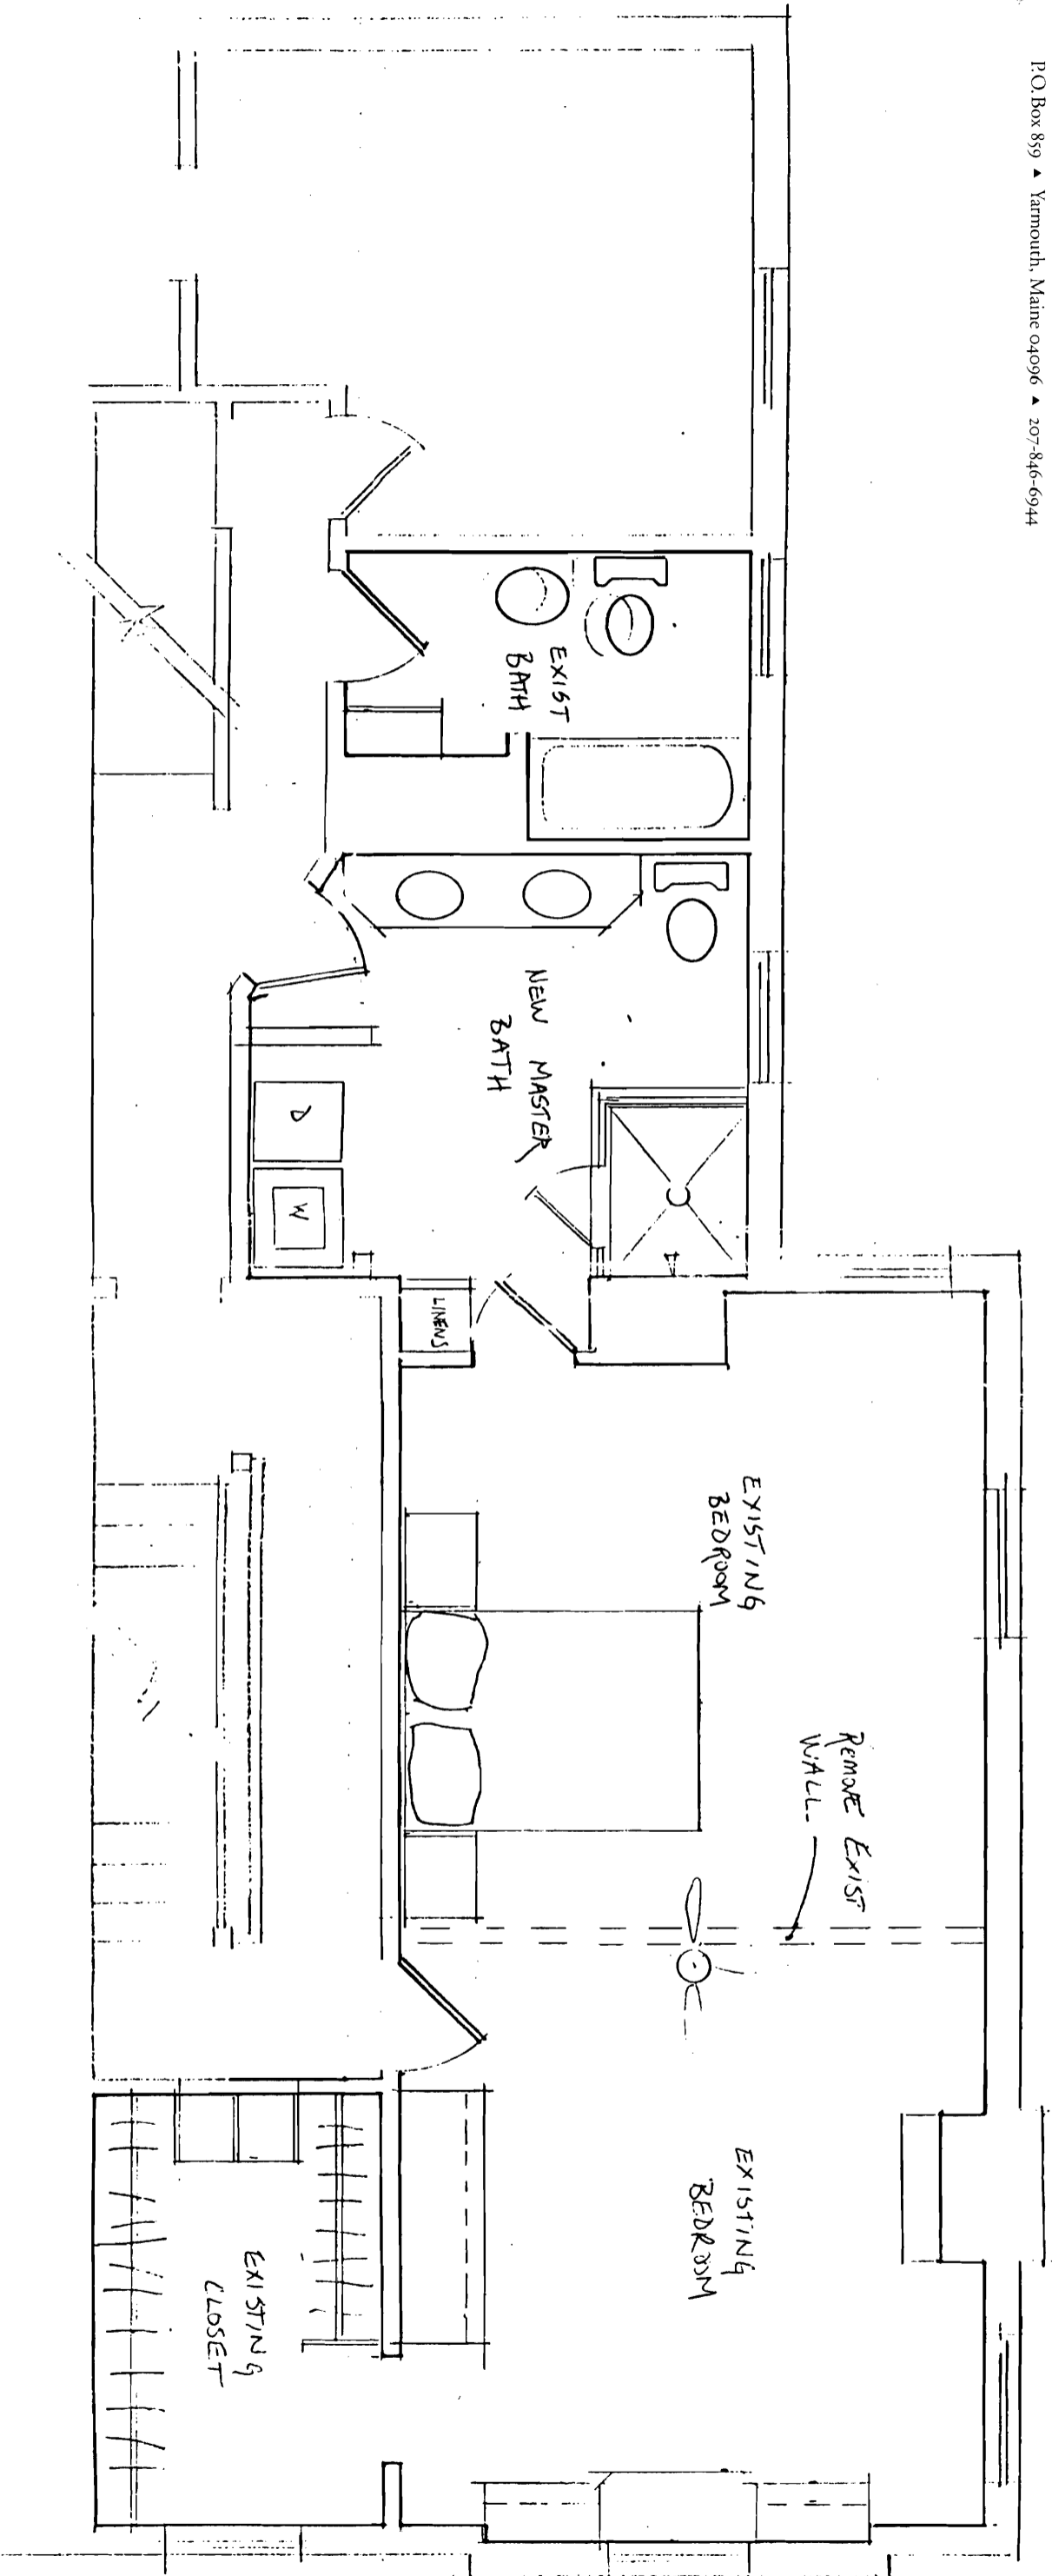 P.O. Box 859 ▲ Yarmouth, Maine 04096 ▲ 207-846-6944
EXIST
BATH
NEW MASTER
BATH
D
W
LINENS
EXISTING
BEDROOM
REMOVE EXIST
WALL
EXISTING
BEDROOM
EXISTING
CLOSET